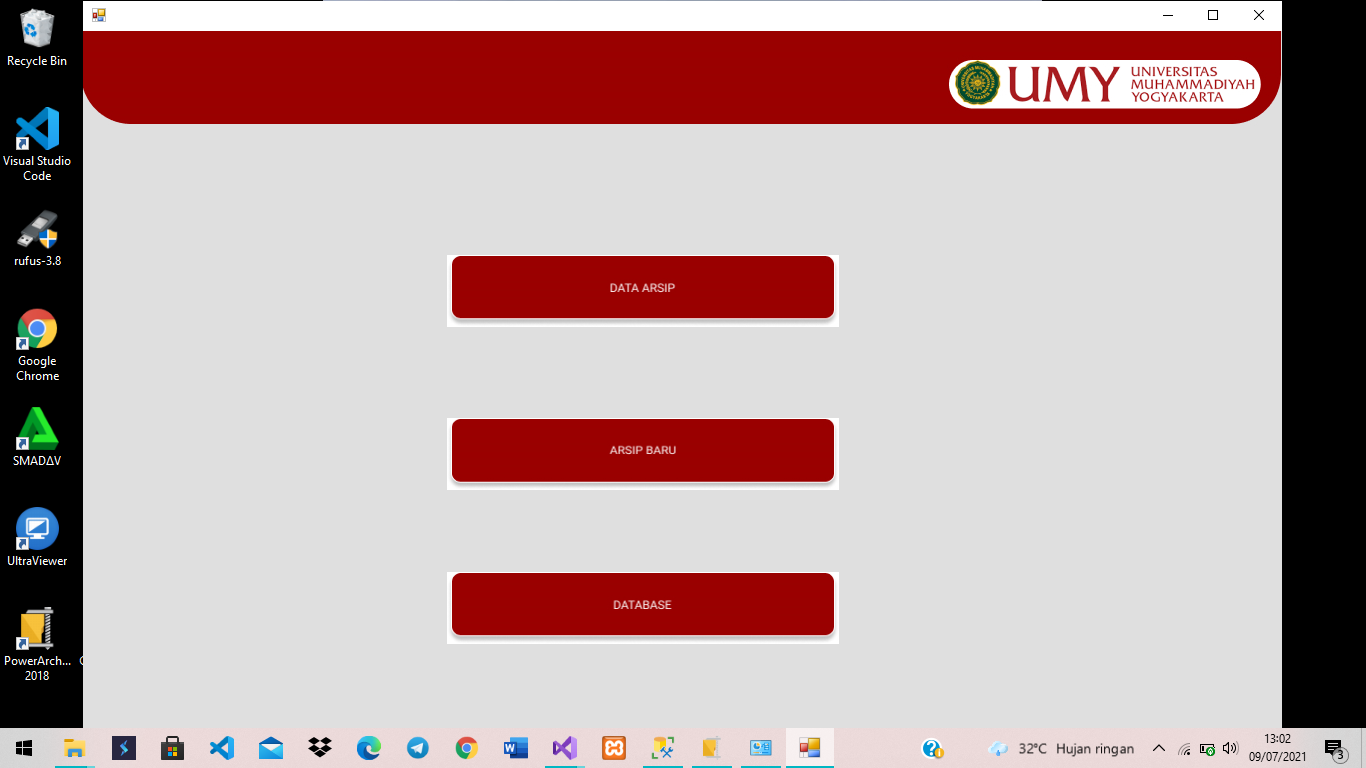 Recycle Bin
Visual Studio
Code
rufus-3.8
Google
Chrome
SMADΔV
UltraViewer
PowerArch...
2018
UMY
UNIVERSITAS
MUHAMMADIYAH
YOGYAKARTA
DATA ARSIP
ARSIP BARU
DATABASE
32°C Hujan ringan
13:02
09/07/2021
3